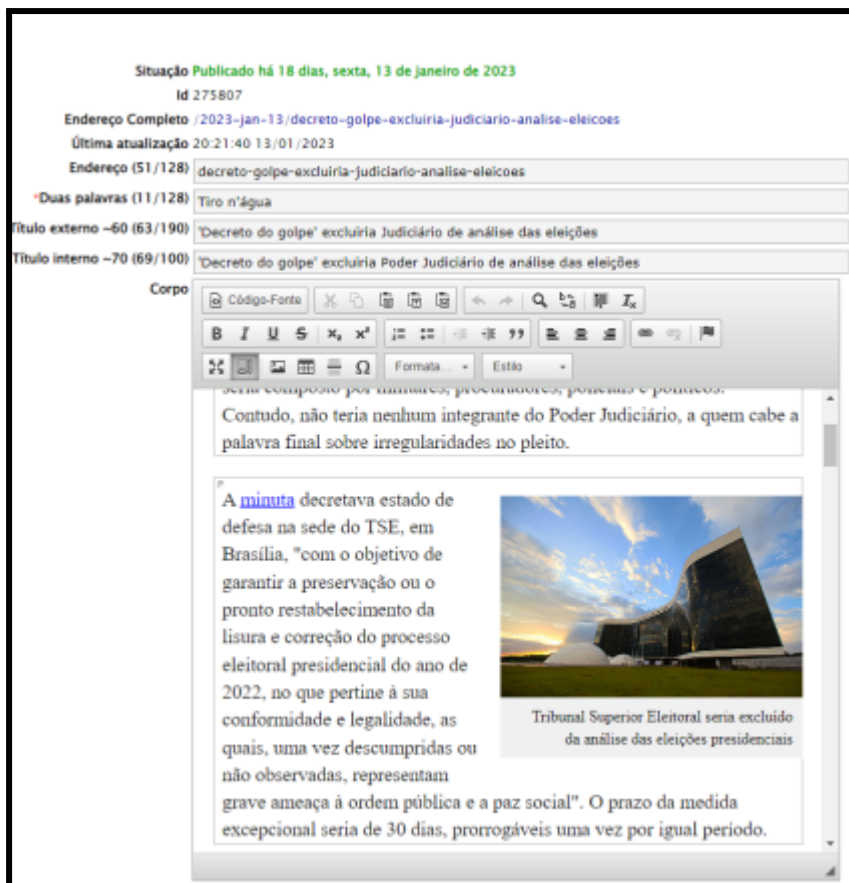 Situação Publicado há 18 dias, sexta, 13 de janeiro de 2023
Id 275807
Endereço Completo /2023-jan-13/decreto-golpe-excluiria-judiciario-analise-eleicoes
Última atualização 20:21:40 13/01/2023
Endereço (51/128) decreto-golpe-excluiria-judiciario-analise-eleicoes
*Duas palavras (11/128) Tiro n'água
Título externo ~60 (63/190) 'Decreto do golpe' excluiria Judiciário de análise das eleições
Título interno ~70 (69/100) 'Decreto do golpe' excluiria Poder Judiciário de análise das eleições
Corpo
Código-Fonte
B I U S x₂ x²
Ω Formata... Estilo
seria composto por militares, procuradores, policiais e políticos.
Contudo, não teria nenhum integrante do Poder Judiciário, a quem cabe a
palavra final sobre irregularidades no pleito.
A minuta decretava estado de
defesa na sede do TSE, em
Brasília, "com o objetivo de
garantir a preservação ou o
pronto restabelecimento da
lisura e correção do processo
eleitoral presidencial do ano de
2022, no que pertine à sua
conformidade e legalidade, as
quais, uma vez descumpridas ou
não observadas, representam
grave ameaça à ordem pública e a paz social". O prazo da medida
excepcional seria de 30 dias, prorrogáveis uma vez por igual período.
Tribunal Superior Eleitoral seria excluído
da análise das eleições presidenciais